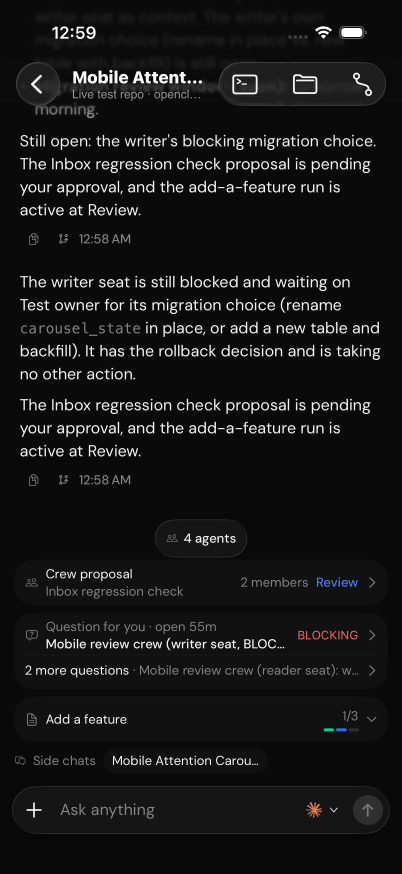 12:59
Mobile Attent...
Live test repo · opencl...
morning.
Still open: the writer's blocking migration choice.
The Inbox regression check proposal is pending
your approval, and the add-a-feature run is
active at Review.
12:58 AM
The writer seat is still blocked and waiting on
Test owner for its migration choice (rename
carousel_state in place, or add a new table and
backfill). It has the rollback decision and is taking
no other action.
The Inbox regression check proposal is pending
your approval, and the add-a-feature run is
active at Review.
12:58 AM
4 agents
Crew proposal
Inbox regression check
2 members Review
Question for you · open 55m
Mobile review crew (writer seat, BLOC...
BLOCKING
2 more questions · Mobile review crew (reader seat): w...
Add a feature
1/3
Side chats
Mobile Attention Carou...
Ask anything